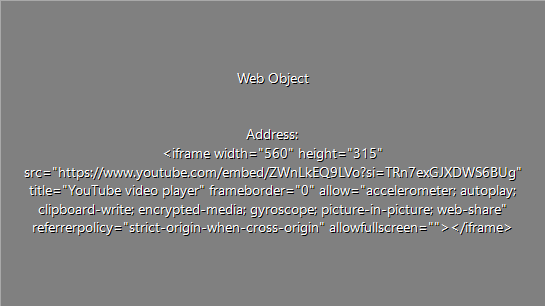 Web Object
Address:
<iframe width="560" height="315"
src="https://www.youtube.com/embed/ZWnLkEQ9LVo?si=TRn7exGJXDWS6BUg"
title="YouTube video player" frameborder="0" allow="accelerometer; autoplay;
clipboard-write; encrypted-media; gyroscope; picture-in-picture; web-share"
referrerpolicy="strict-origin-when-cross-origin" allowfullscreen=""></iframe>